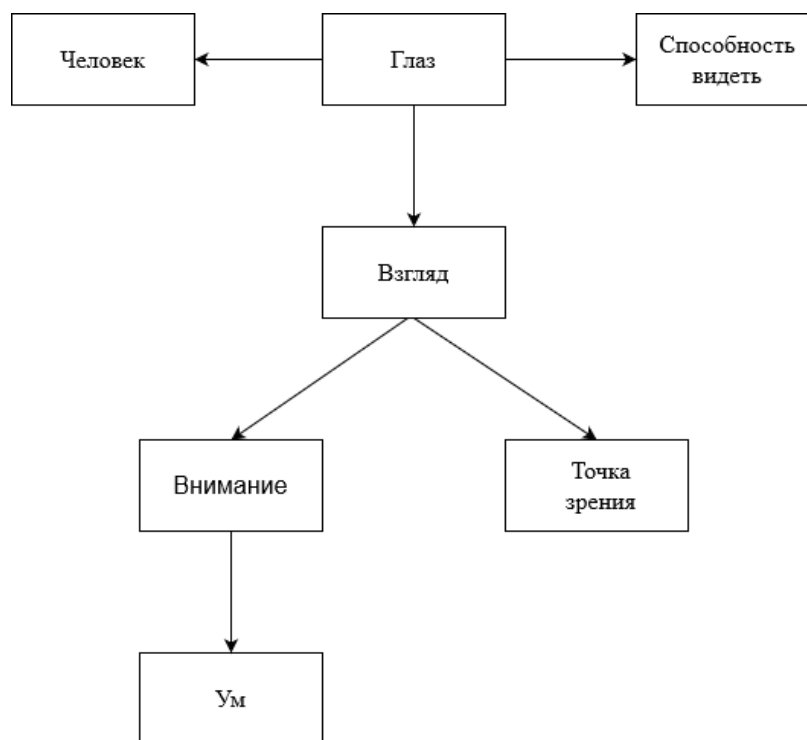 Человек
Глаз
Способность
видеть
Взгляд
Внимание
Точка
зрения
Ум